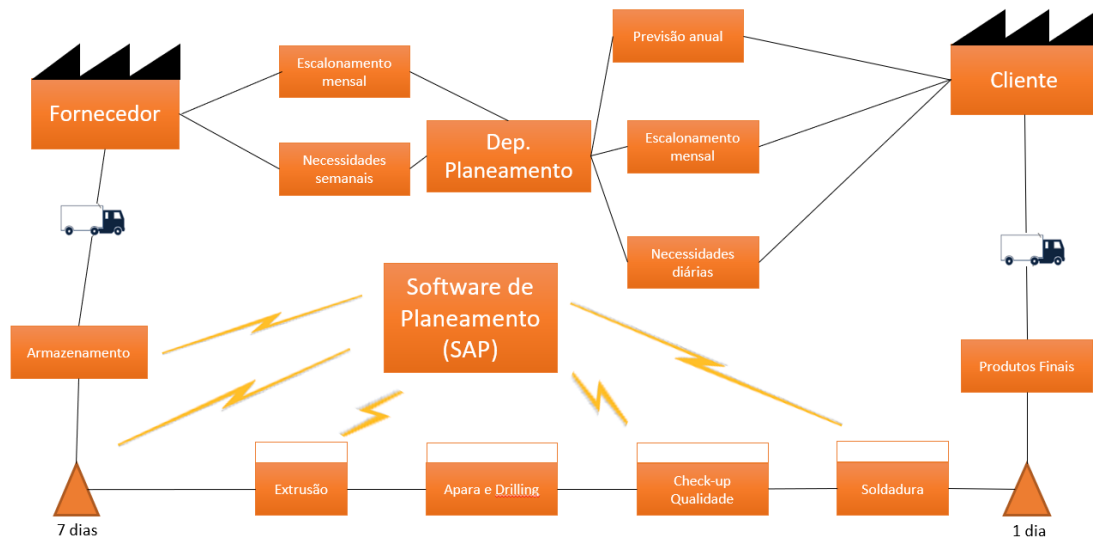 Fornecedor
Escalonamento
mensal
Necessidades
semanais
Dep.
Planeamento
Previsão anual
Escalonamento
mensal
Necessidades
diárias
Cliente
Software de
Planeamento
(SAP)
Armazenamento
Produtos Finais
7 dias
Extrusão
Apara e Drilling
Check-up
Qualidade
Soldadura
1 dia